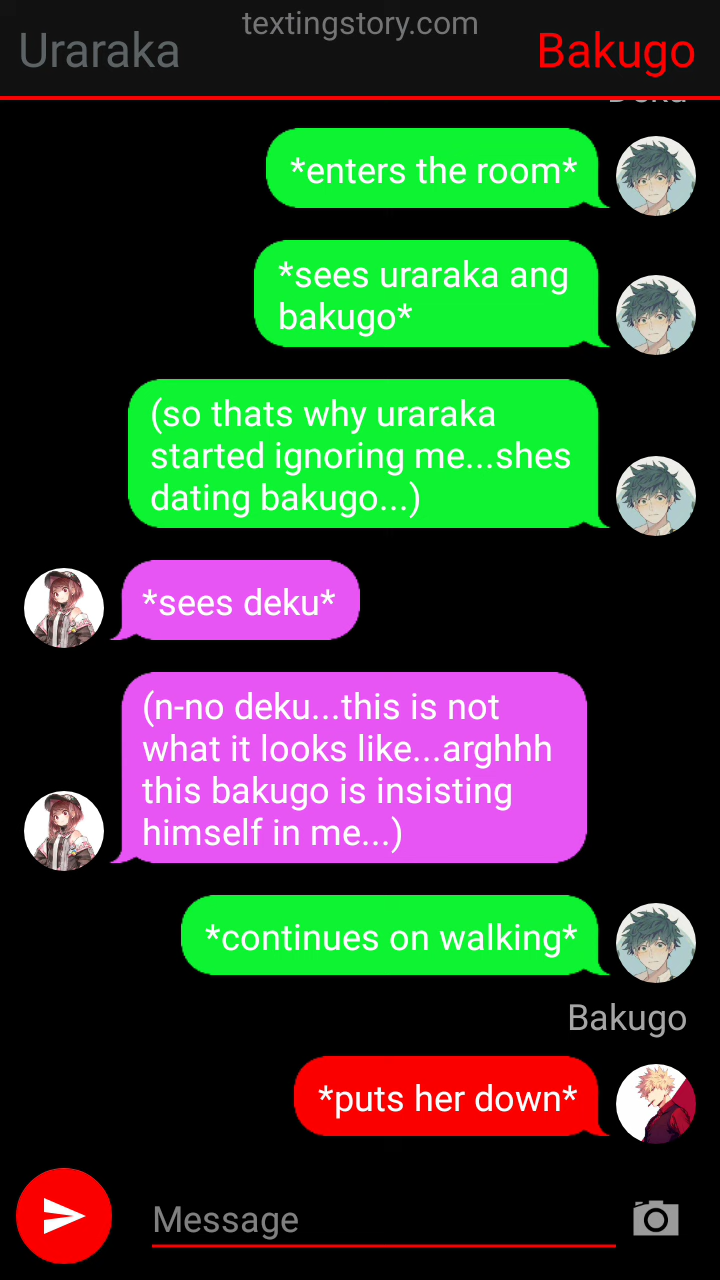 textingstory.com
Uraraka
Bakugo
*enters the room*
*sees uraraka ang
bakugo*
(so thats why uraraka
started ignoring me...shes
dating bakugo...)
*sees deku*
(n-no deku...this is not
what it looks like...arghhh
this bakugo is insisting
himself in me...)
*continues on walking*
Bakugo
*puts her down*
Message